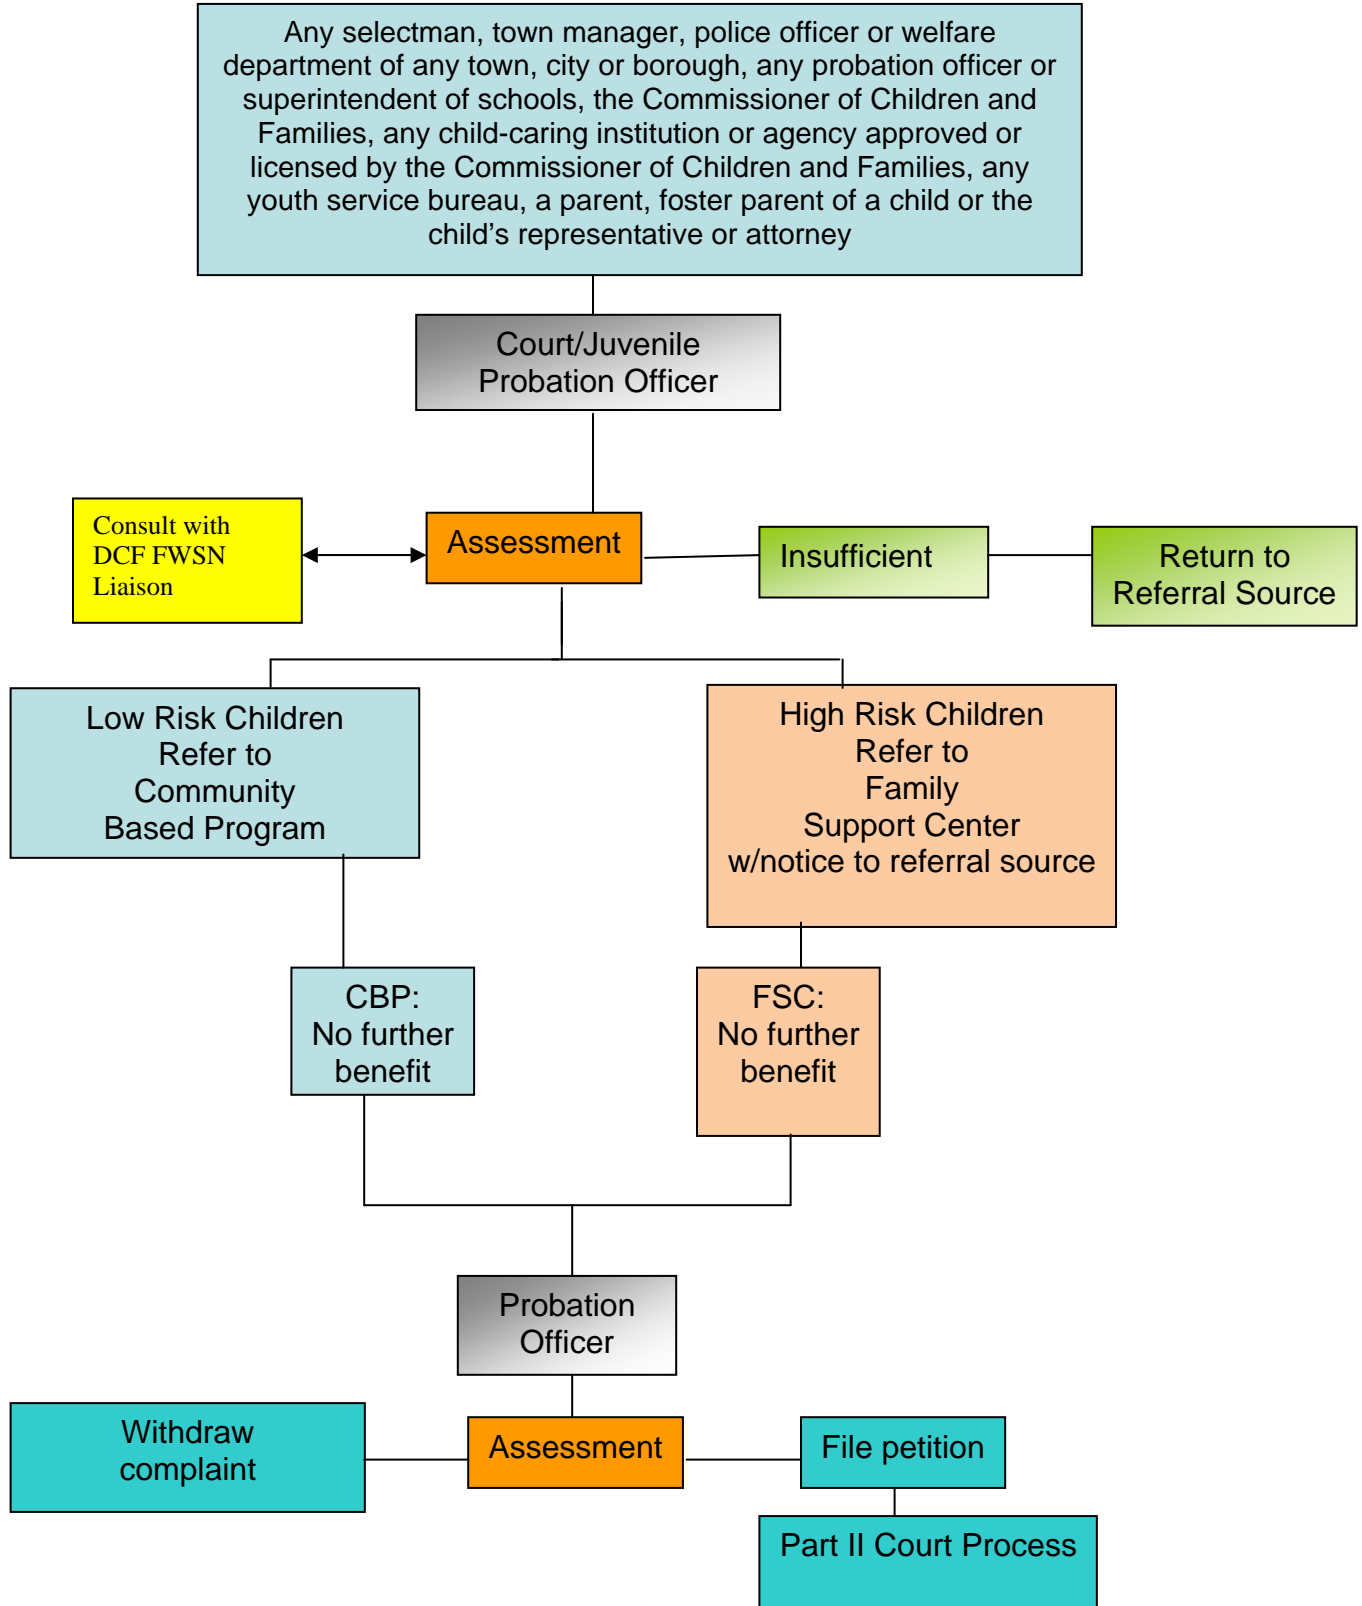 Any selectman, town manager, police officer or welfare
department of any town, city or borough, any probation officer or
superintendent of schools, the Commissioner of Children and
Families, any child-caring institution or agency approved or
licensed by the Commissioner of Children and Families, any
youth service bureau, a parent, foster parent of a child or the
child’s representative or attorney
Court/Juvenile
Probation Officer
Consult with
DCF FWSN
Liaison
Assessment
Insufficient
Return to
Referral Source
Low Risk Children
Refer to
Community
Based Program
High Risk Children
Refer to
Family
Support Center
w/notice to referral source
CBP:
No further
benefit
FSC:
No further
benefit
Probation
Officer
Withdraw
complaint
Assessment
File petition
Part II Court Process